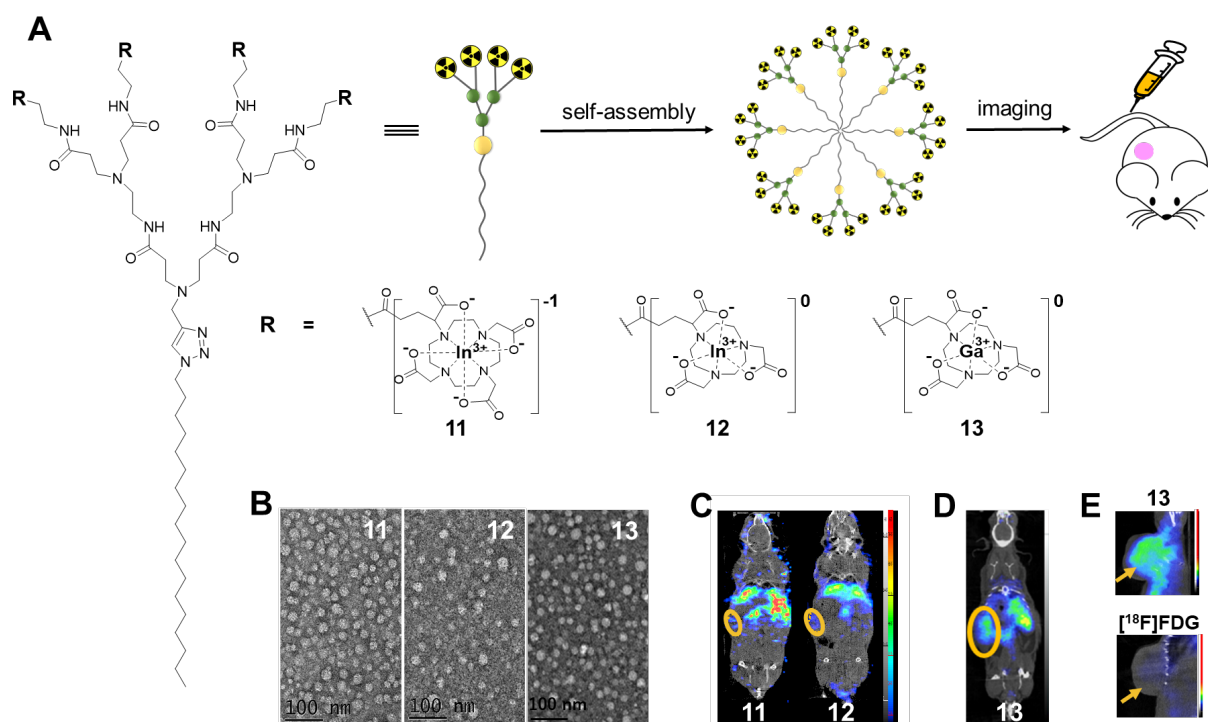 A
R
R
R
R
HN
O
O
HN
NH
O
HN
O
N
N
NH
NH
O
O
N
N
N
N
self-assembly
imaging
R =
O
O
O-
-1
N
N
O
-O
In3+
O-
O
O
N
N
O-
O
11
O
O
O-
0
N
N
In3+
O
-O
N
O-
O
12
O
O
O-
0
N
N
Ga3+
O
-O
N
O-
O
13
B
11
12
13
100 nm
100 nm
100 nm
C
11
12
D
13
E
13
[18F]FDG